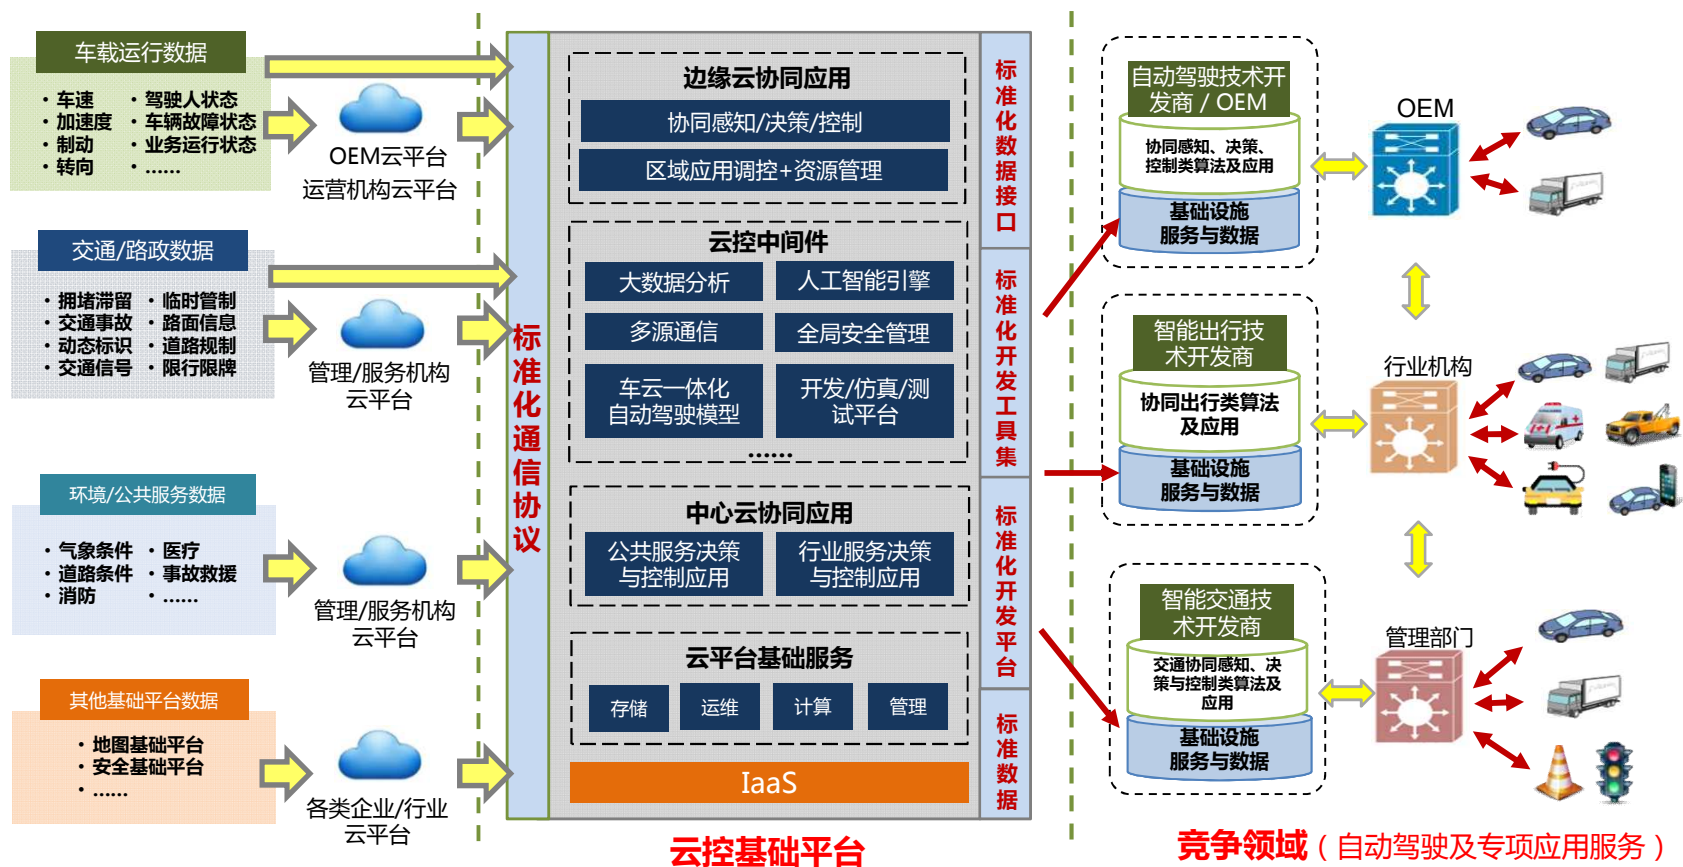 车载运行数据
・车速
・加速度
・制动
・转向
・驾驶人状态
・车辆故障状态
・业务运行状态
・......
OEM云平台
运营机构云平台
交通/路政数据
・拥堵滞留
・交通事故
・动态标识
・交通信号
・临时管制
・路面信息
・道路规制
・限行限牌
管理/服务机构
云平台
环境/公共服务数据
・气象条件
・道路条件
・消防
・医疗
・事故救援
・......
管理/服务机构
云平台
其他基础平台数据
・地图基础平台
・安全基础平台
・......
各类企业/行业
云平台
标准化通信协议
边缘云协同应用
协同感知/决策/控制
区域应用调控+资源管理
云控中间件
大数据分析
人工智能引擎
多源通信
全局安全管理
车云一体化
自动驾驶模型
开发/仿真/测
试平台
......
中心云协同应用
公共服务决策
与控制应用
行业服务决策
与控制应用
云平台基础服务
存储
运维
计算
管理
IaaS
标准化数据接口
标准化开发工具集
标准化开发平台
标准数据
云控基础平台
自动驾驶技术开
发商 / OEM
协同感知、决策、
控制类算法及应用
基础设施
服务与数据
OEM
智能出行技
术开发商
协同出行类算法
及应用
基础设施
服务与数据
行业机构
智能交通技
术开发商
交通协同感知、决
策与控制类算法及
应用
基础设施
服务与数据
管理部门
竞争领域（自动驾驶及专项应用服务）